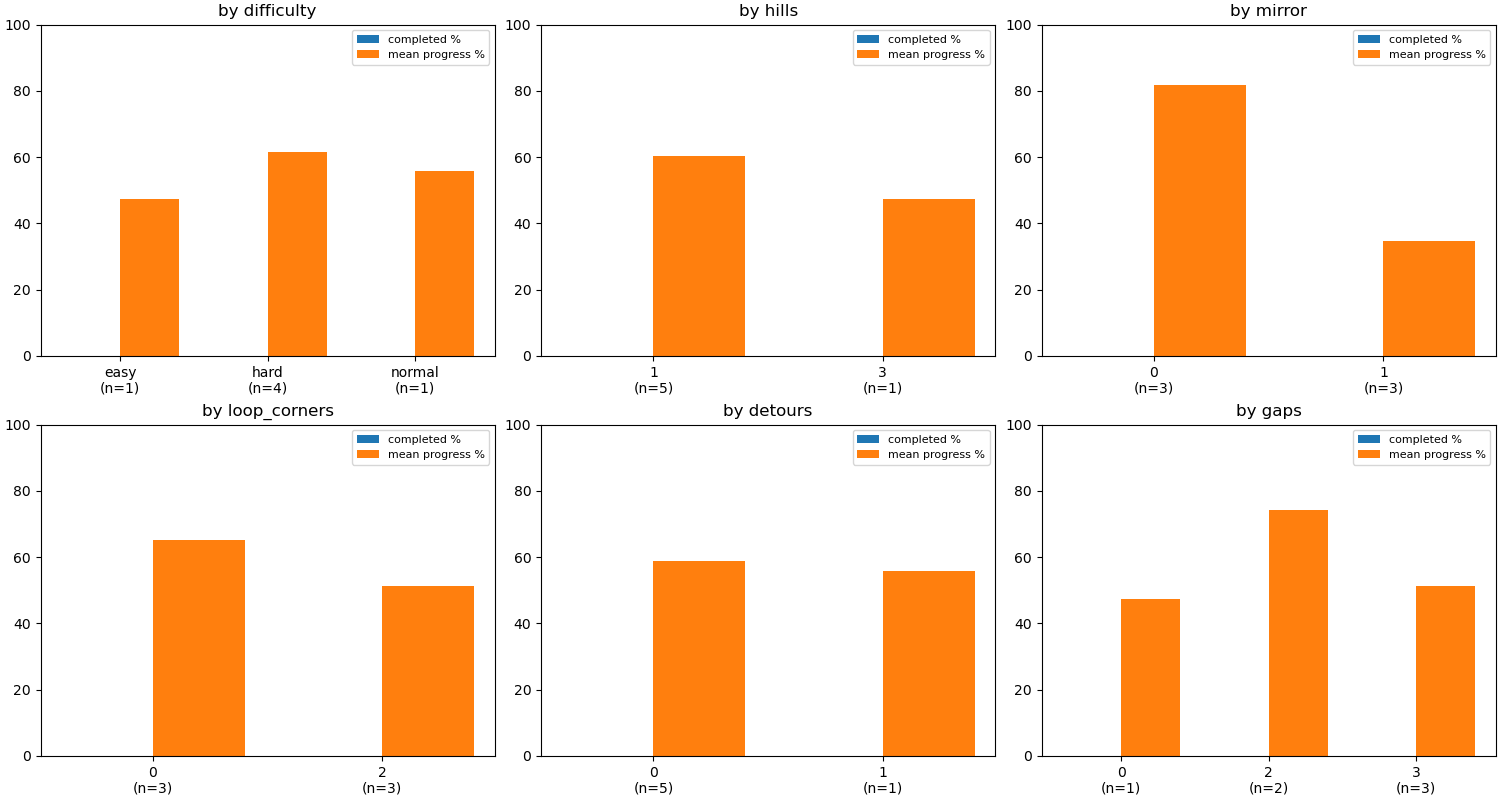 by difficulty
100
80
60
40
20
0
completed %
mean progress %
easy
(n=1)
hard
(n=4)
normal
(n=1)
by hills
100
80
60
40
20
0
completed %
mean progress %
1
(n=5)
3
(n=1)
by mirror
100
80
60
40
20
0
completed %
mean progress %
0
(n=3)
1
(n=3)
by loop_corners
100
80
60
40
20
0
completed %
mean progress %
0
(n=3)
2
(n=3)
by detours
100
80
60
40
20
0
completed %
mean progress %
0
(n=5)
1
(n=1)
by gaps
100
80
60
40
20
0
completed %
mean progress %
0
(n=1)
2
(n=2)
3
(n=3)